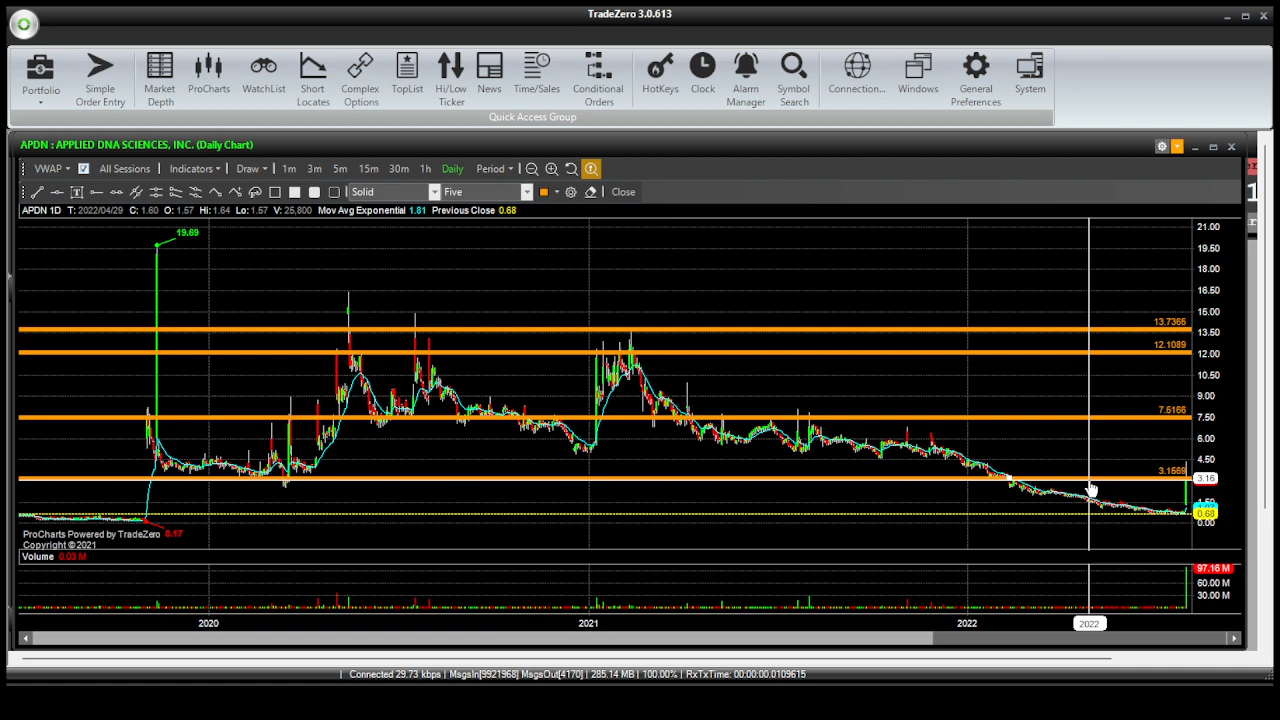 TradeZero 3.0.613
Portfolio
Simple Order Entry
Market Depth
ProCharts
WatchList
Short Locates
Complex Options
TopList
Hi/Low Ticker
News
Time/Sales
Conditional Orders
HotKeys
Clock
Alarm Manager
Symbol Search
Connection...
Windows
General Preferences
System
Quick Access Group
APDN : APPLIED DNA SCIENCES, INC. (Daily Chart)
VWAP All Sessions Indicators Draw 1m 3m 5m 15m 30m 1h Daily Period
Solid Five Close
APDN 1D T: 2022/04/29 C: 1.60 O: 1.57 Hi: 1.64 Lo: 1.57 V: 25,800 Mov Avg Exponential 1.81 Previous Close 0.68
21.00
19.69
19.50
18.00
16.50
15.00
13.7365
13.50
12.1089
12.00
10.50
9.00
7.5166
7.50
6.00
4.50
3.1569
3.16
1.50
0.68
0.00
0.17
ProCharts Powered by TradeZero
Copyright © 2021
Volume 0.03 M
97.16 M
60.00 M
30.00 M
2020 2021 2022 2022
Connected 29.73 kbps | MsgsIn[9921968] MsgsOut[4170] | 285.14 MB | 100.00% | RxTxTime: 00:00:00.0109615